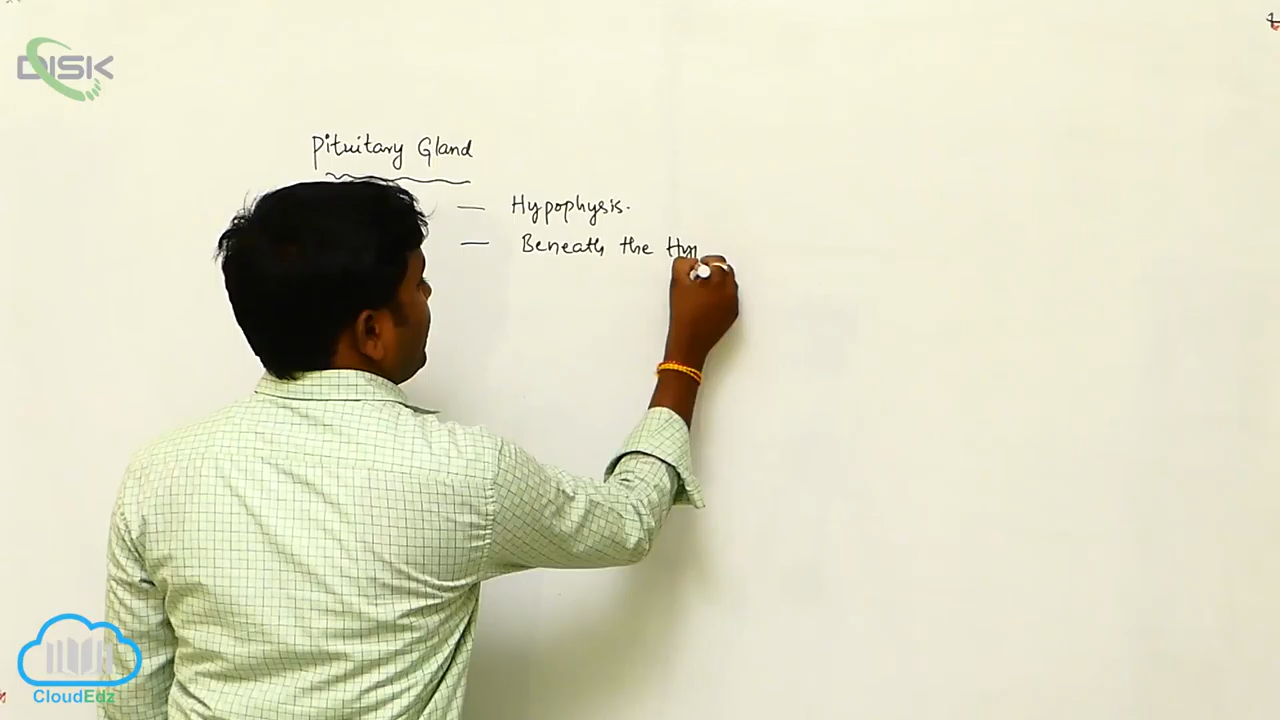 DISK
Pituitary Gland
— Hypophysis.
— Beneath the
CloudEdz